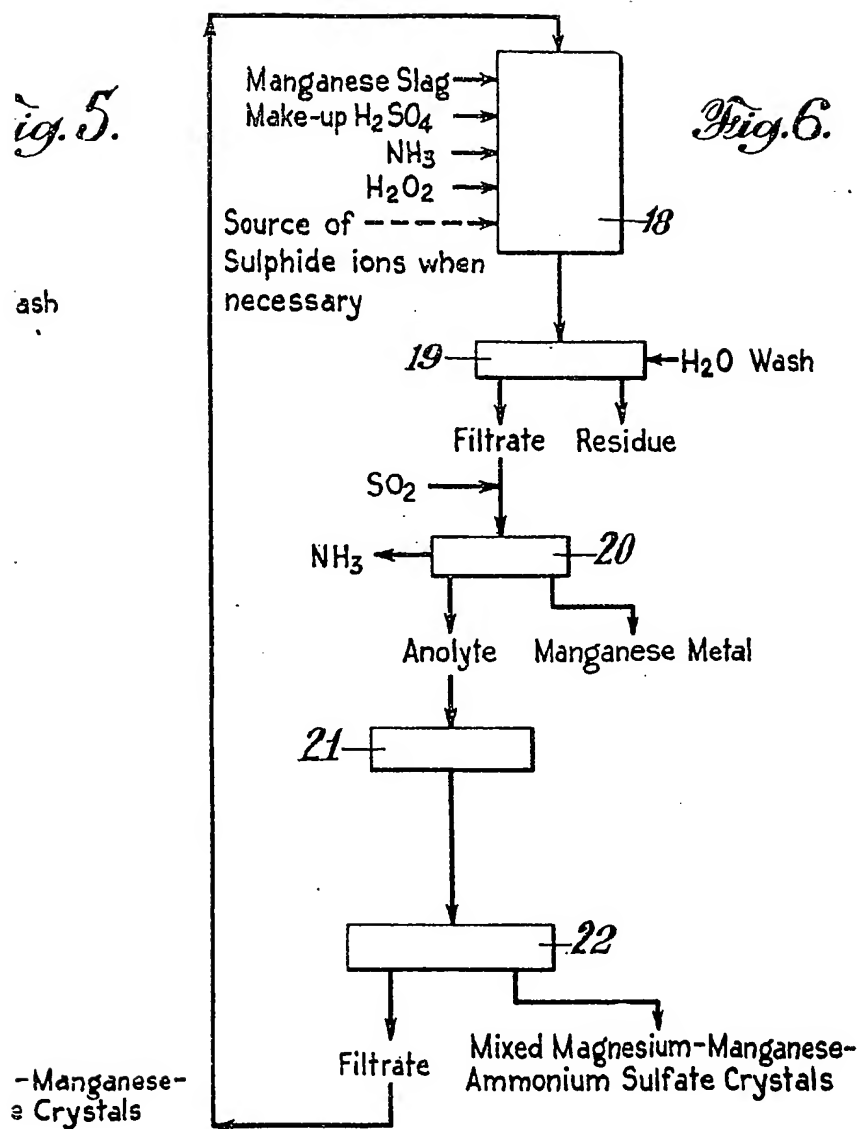 ig. 5.
Fig. 6.
Manganese Slag
Make-up H₂SO₄
NH₃
H₂O₂
Source of
Sulphide ions when
necessary
18
ash
19
H₂O Wash
Filtrate Residue
SO₂
NH₃
20
Anolyte Manganese Metal
21
22
Filtrate
Mixed Magnesium-Manganese-
Ammonium Sulfate Crystals
-Manganese-
e Crystals